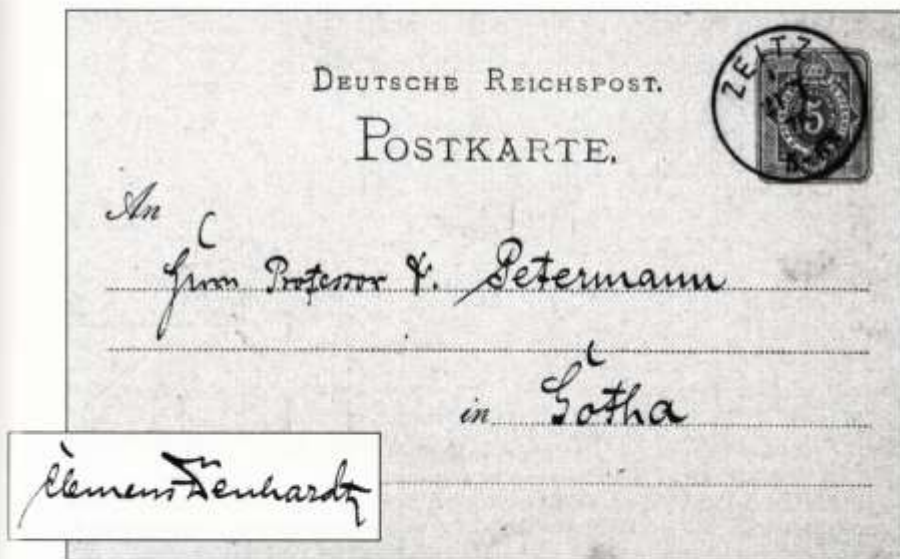 DEUTSCHE REICHSPOST.
POSTKARTE.
ZEITZ
5
An
Herrn Professor Dr. Petermann
in Gotha
Clemens Denhardt